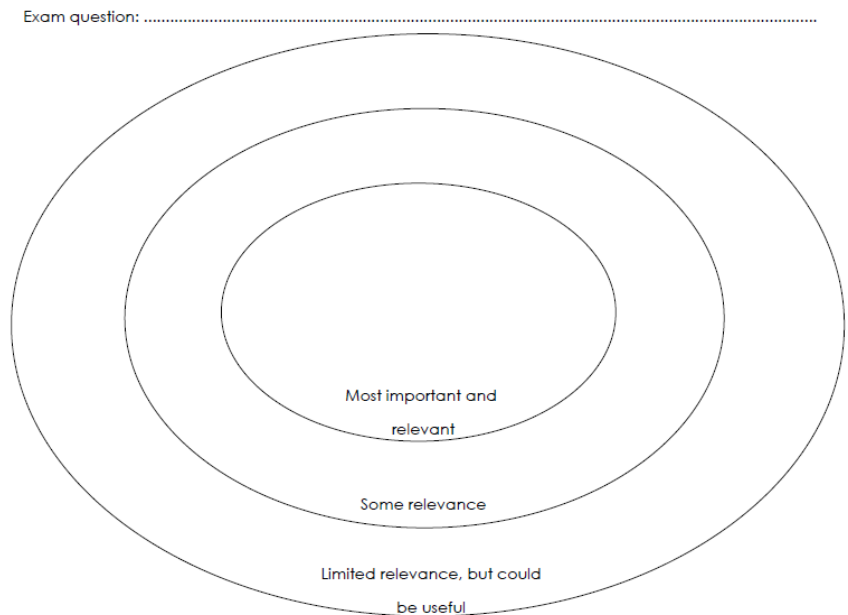 Exam question: ......................................................................................................................................................
Most important and
relevant
Some relevance
Limited relevance, but could
be useful